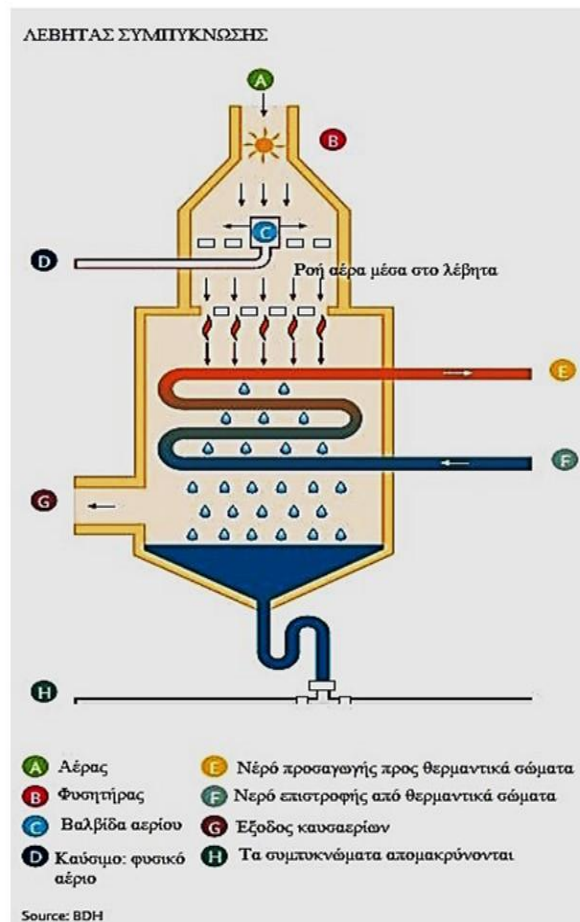 ΛΕΒΗΤΑΣ ΣΥΜΠΥΚΝΩΣΗΣ
A
B
C
D
Ροή αέρα μέσα στο λέβητα
E
F
G
H
A Αέρας
B Φυσητήρας
C Βαλβίδα αερίου
D Καύσιμο: φυσικό
αέριο
E Νέρό προσαγωγής προς θερμαντικά σώματα
F Νερό επιστροφής από θερμαντικά σώματα
G Έξοδος καυσαερίων
H Τα συμπυκνώματα απομακρύνονται
Source: BDH